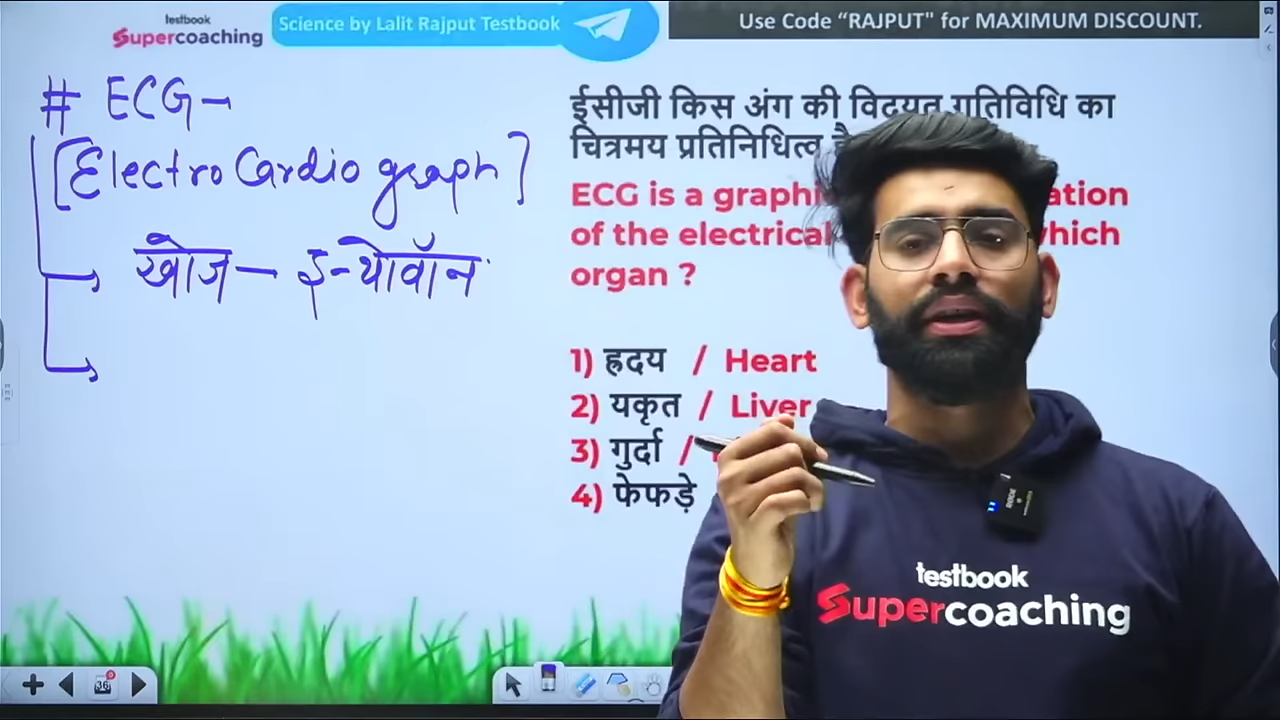 testbook
Supercoaching
Science by Lalit Rajput Testbook
Use Code “RAJPUT" for MAXIMUM DISCOUNT.
# ECG-
[Electro Cardio graph]
खोज - इ-थोवॉन
ईसीजी किस अंग की विद्युत गतिविधि का
चित्रमय प्रतिनिधित्व
ECG is a graphi ation
of the electrical which
organ ?
1) ह्रदय / Heart
2) यकृत / Liver
3) गुर्दा /
4) फेफड़े
36
testbook
Supercoaching